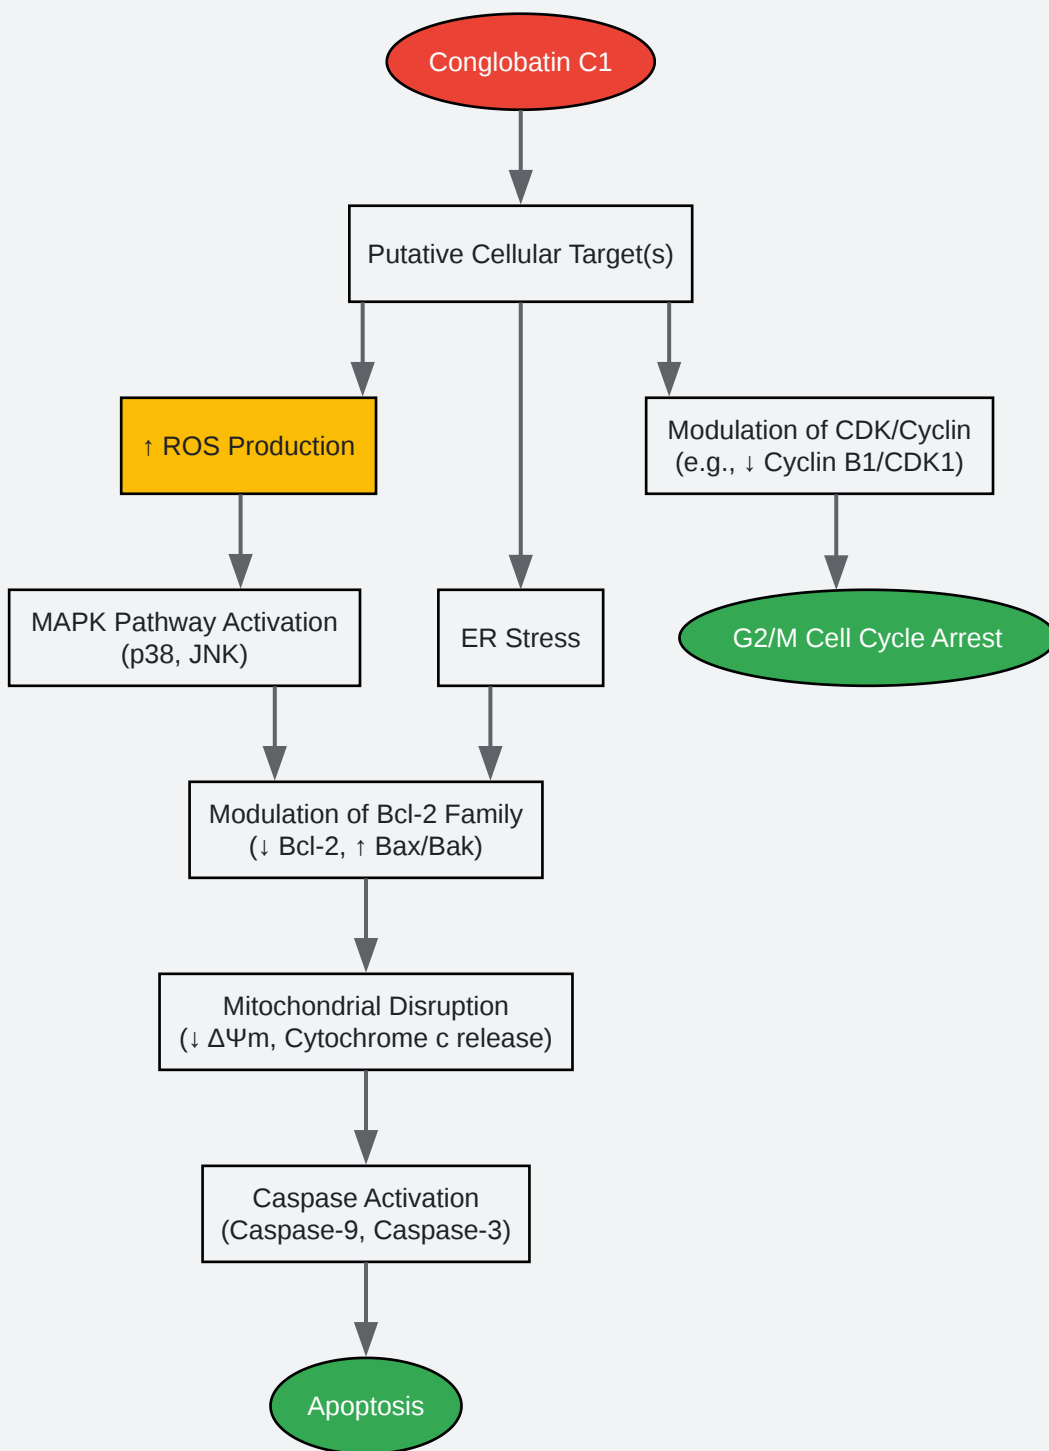 Conglobatin C1
Putative Cellular Target(s)
↑ ROS Production
Modulation of CDK/Cyclin
(e.g., ↓ Cyclin B1/CDK1)
MAPK Pathway Activation
(p38, JNK)
ER Stress
G2/M Cell Cycle Arrest
Modulation of Bcl-2 Family
(↓ Bcl-2, ↑ Bax/Bak)
Mitochondrial Disruption
(↓ ΔΨm, Cytochrome c release)
Caspase Activation
(Caspase-9, Caspase-3)
Apoptosis